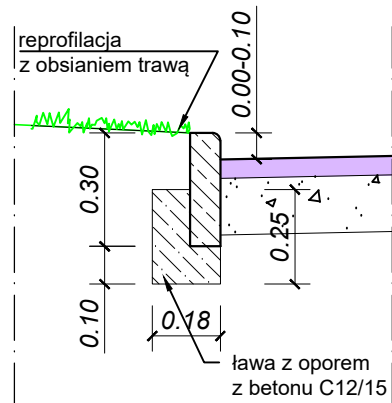 reprofilacja
z obsianiem trawą
0.00-0.10
0.30
0.25
0.10
0.18
ława z oporem
z betonu C12/15